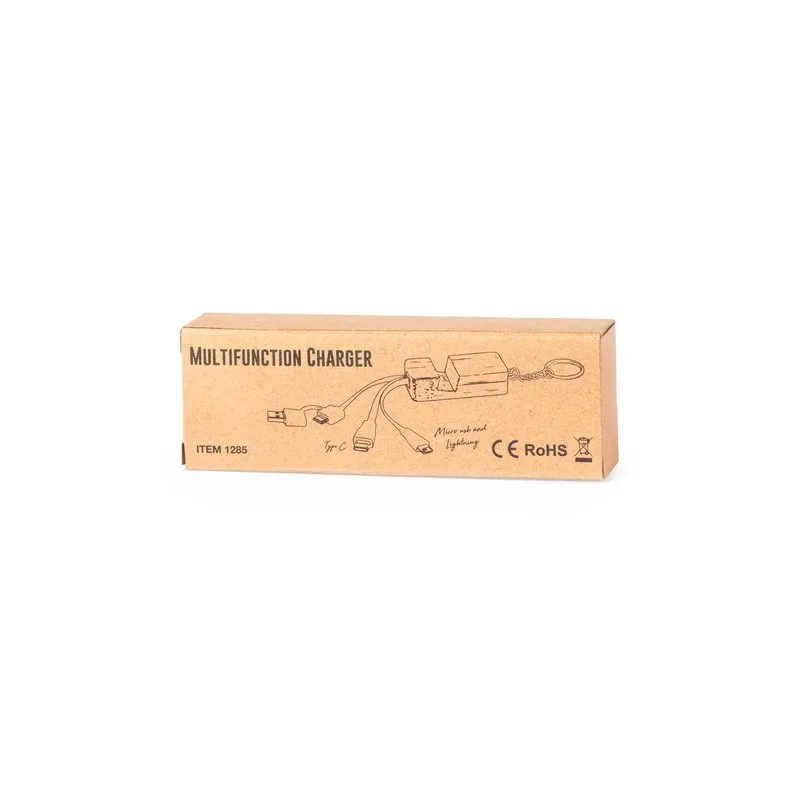 MULTIFUNCTION CHARGER
Type C
Micro usb and
Lightning
ITEM 1285
CE RoHS